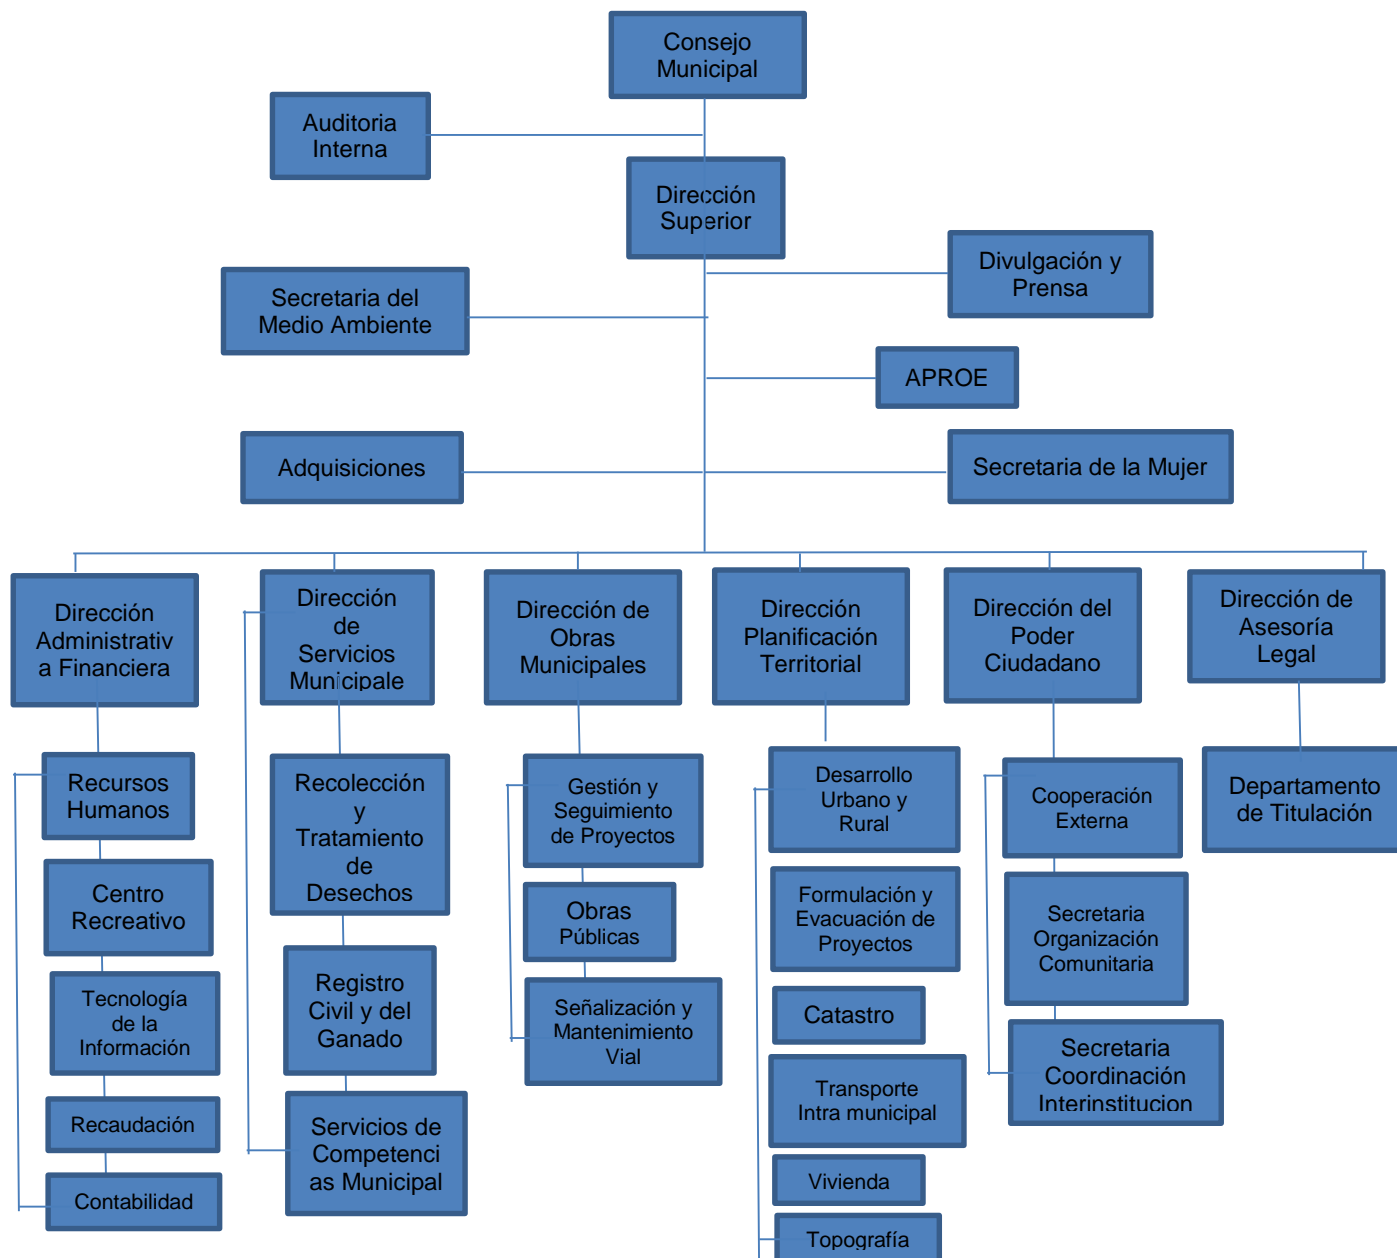 Consejo
Municipal
Auditoria
Interna
Dirección
Superior
Divulgación y
Prensa
Secretaria del
Medio Ambiente
APROE
Adquisiciones
Secretaria de la Mujer
Dirección
Administrativ
a Financiera
Dirección
de
Servicios
Municipale
Dirección de
Obras
Municipales
Dirección
Planificación
Territorial
Dirección del
Poder
Ciudadano
Dirección de
Asesoría
Legal
Recursos
Humanos
Centro
Recreativo
Tecnología
de la
Información
Recaudación
Contabilidad
Recolección
y
Tratamiento
de
Desechos
Registro
Civil y del
Ganado
Servicios de
Competenci
as Municipal
Gestión y
Seguimiento
de Proyectos
Obras
Públicas
Señalización y
Mantenimiento
Vial
Desarrollo
Urbano y
Rural
Formulación y
Evacuación de
Proyectos
Catastro
Transporte
Intra municipal
Vivienda
Topografía
Cooperación
Externa
Secretaria
Organización
Comunitaria
Secretaria
Coordinación
Interinstitucion
Departamento
de Titulación